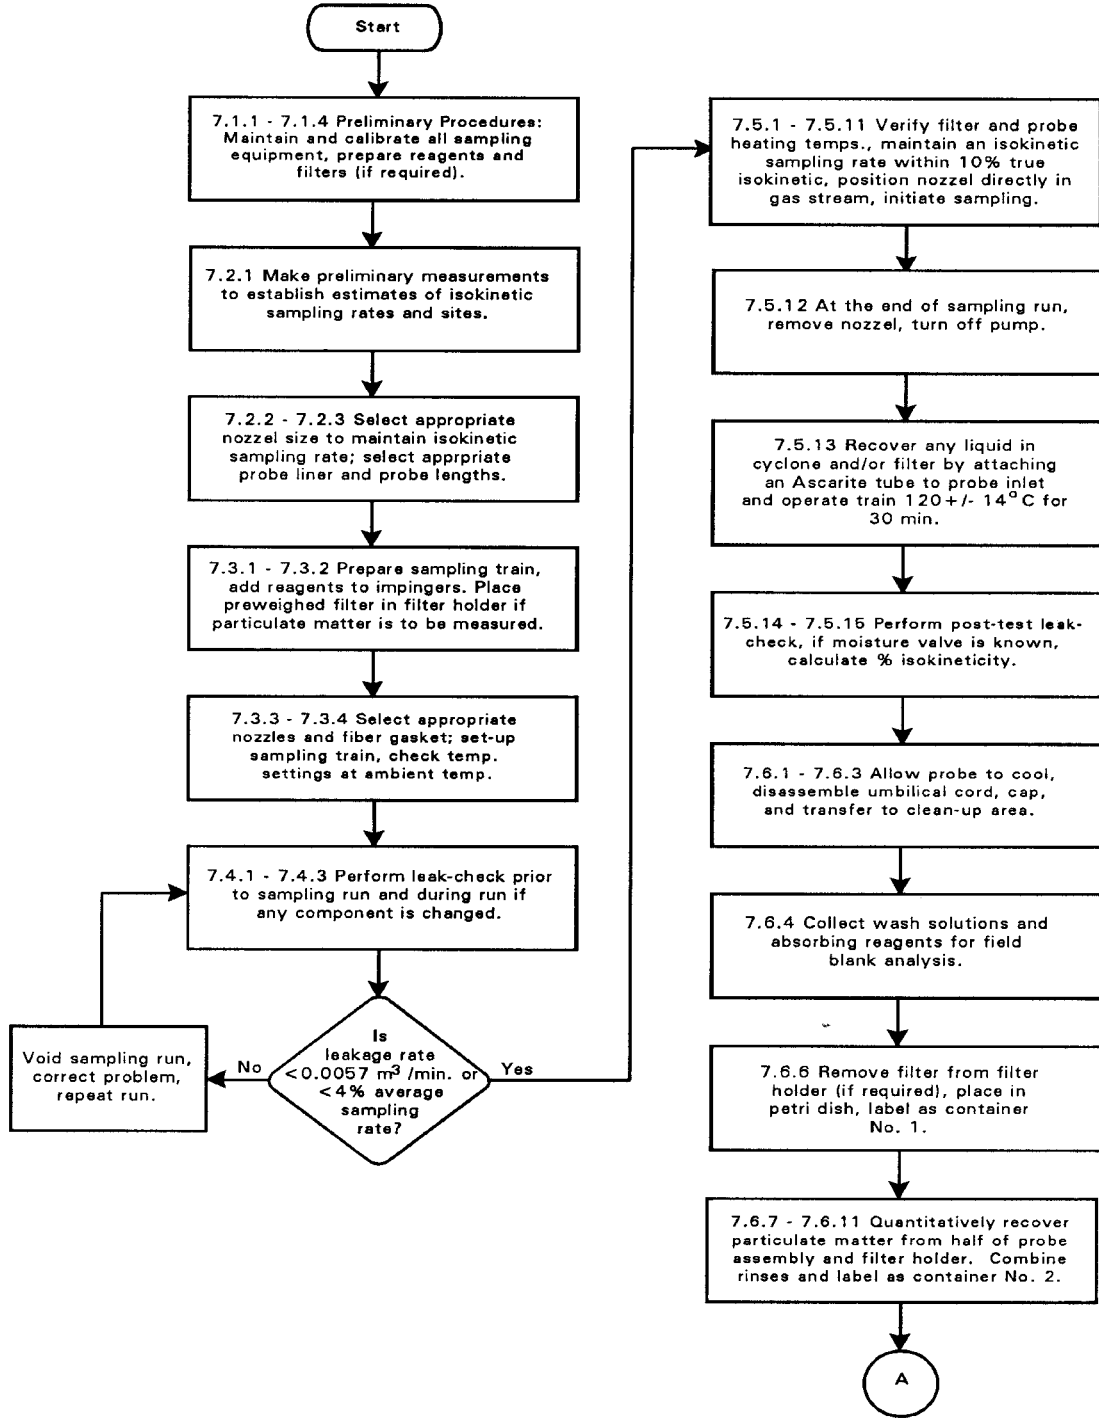 Start
7.1.1 - 7.1.4 Preliminary Procedures:
Maintain and calibrate all sampling
equipment, prepare reagents and
filters (if required).
7.2.1 Make preliminary measurements
to establish estimates of isokinetic
sampling rates and sites.
7.2.2 - 7.2.3 Select appropriate
nozzel size to maintain isokinetic
sampling rate; select apprpriate
probe liner and probe lengths.
7.3.1 - 7.3.2 Prepare sampling train,
add reagents to impingers. Place
preweighed filter in filter holder if
particulate matter is to be measured.
7.3.3 - 7.3.4 Select appropriate
nozzles and fiber gasket; set-up
sampling train, check temp.
settings at ambient temp.
7.4.1 - 7.4.3 Perform leak-check prior
to sampling run and during run if
any component is changed.
Is
leakage rate
<0.0057 m³ /min. or
<4% average
sampling
rate?
No
Yes
Void sampling run,
correct problem,
repeat run.
7.5.1 - 7.5.11 Verify filter and probe
heating temps., maintain an isokinetic
sampling rate within 10% true
isokinetic, position nozzel directly in
gas stream, initiate sampling.
7.5.12 At the end of sampling run,
remove nozzel, turn off pump.
7.5.13 Recover any liquid in
cyclone and/or filter by attaching
an Ascarite tube to probe inlet
and operate train 120+/- 14°C for
30 min.
7.5.14 - 7.5.15 Perform post-test leak-
check, if moisture valve is known,
calculate % isokineticity.
7.6.1 - 7.6.3 Allow probe to cool,
disassemble umbilical cord, cap,
and transfer to clean-up area.
7.6.4 Collect wash solutions and
absorbing reagents for field
blank analysis.
7.6.6 Remove filter from filter
holder (if required), place in
petri dish, label as container
No. 1.
7.6.7 - 7.6.11 Quantitatively recover
particulate matter from half of probe
assembly and filter holder. Combine
rinses and label as container No. 2.
A